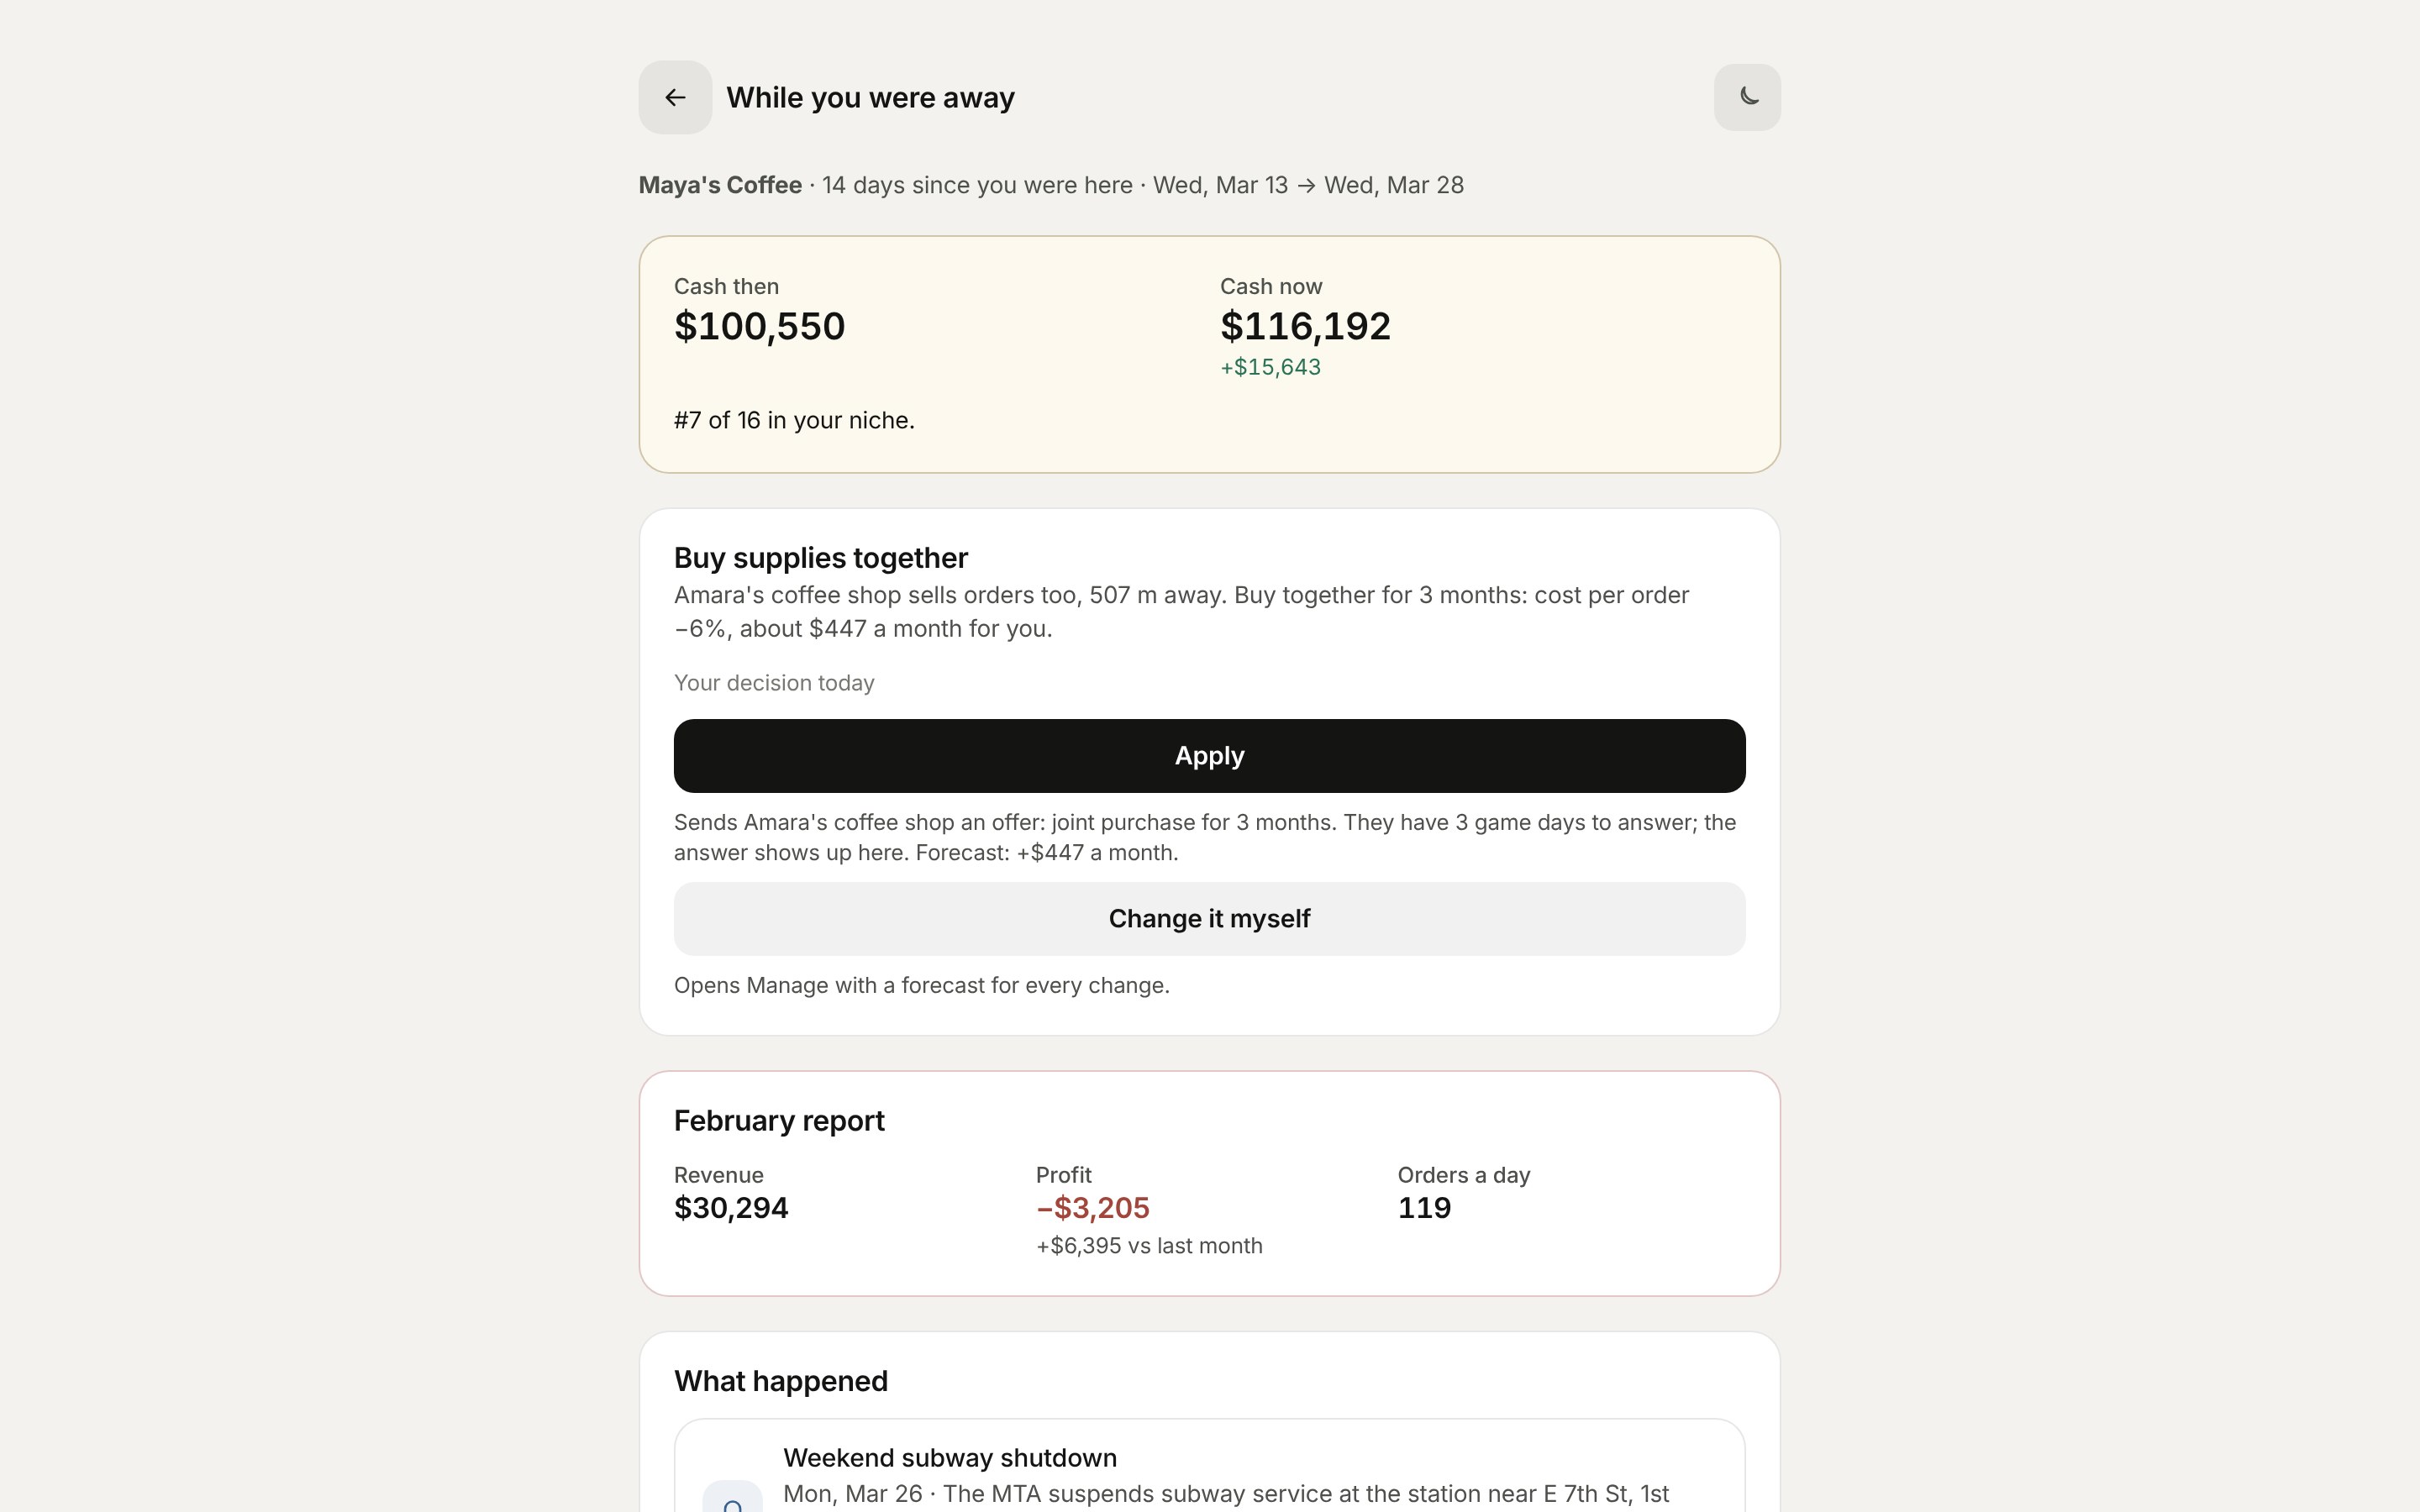 While you were away
Maya's Coffee · 14 days since you were here · Wed, Mar 13 → Wed, Mar 28
Cash then
$100,550
Cash now
$116,192
+$15,643
#7 of 16 in your niche.
Buy supplies together
Amara's coffee shop sells orders too, 507 m away. Buy together for 3 months: cost per order
−6%, about $447 a month for you.
Your decision today
Apply
Sends Amara's coffee shop an offer: joint purchase for 3 months. They have 3 game days to answer; the
answer shows up here. Forecast: +$447 a month.
Change it myself
Opens Manage with a forecast for every change.
February report
Revenue
$30,294
Profit
−$3,205
+$6,395 vs last month
Orders a day
119
What happened
Weekend subway shutdown
Mon, Mar 26 · The MTA suspends subway service at the station near E 7th St, 1st